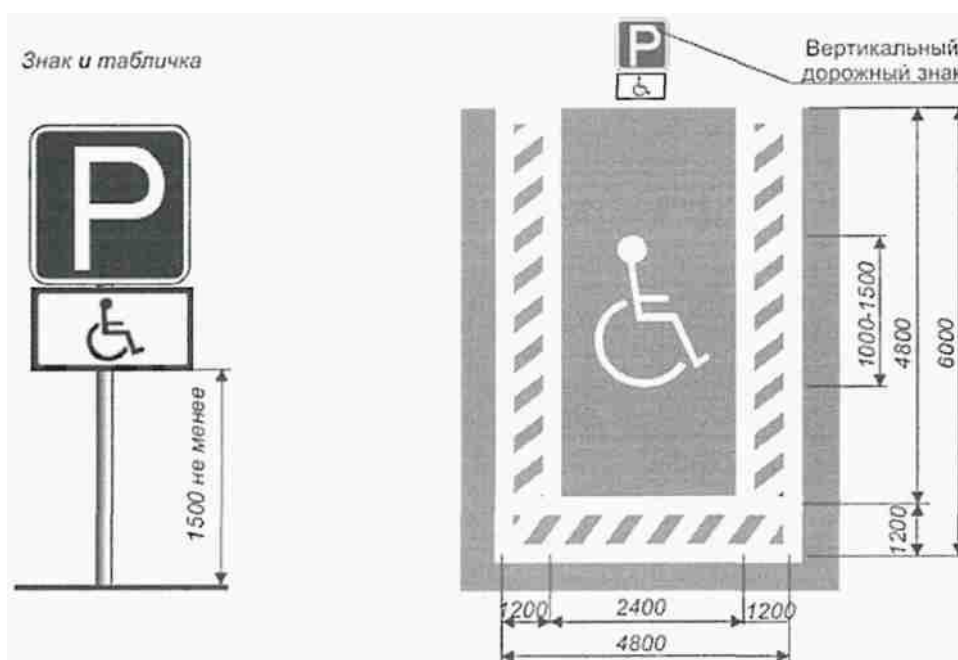 Знак и табличка
P
1500 не менее
P
Вертикальный
дорожный знак
1000-1500
4800
6000
1200
1200
2400
1200
4800